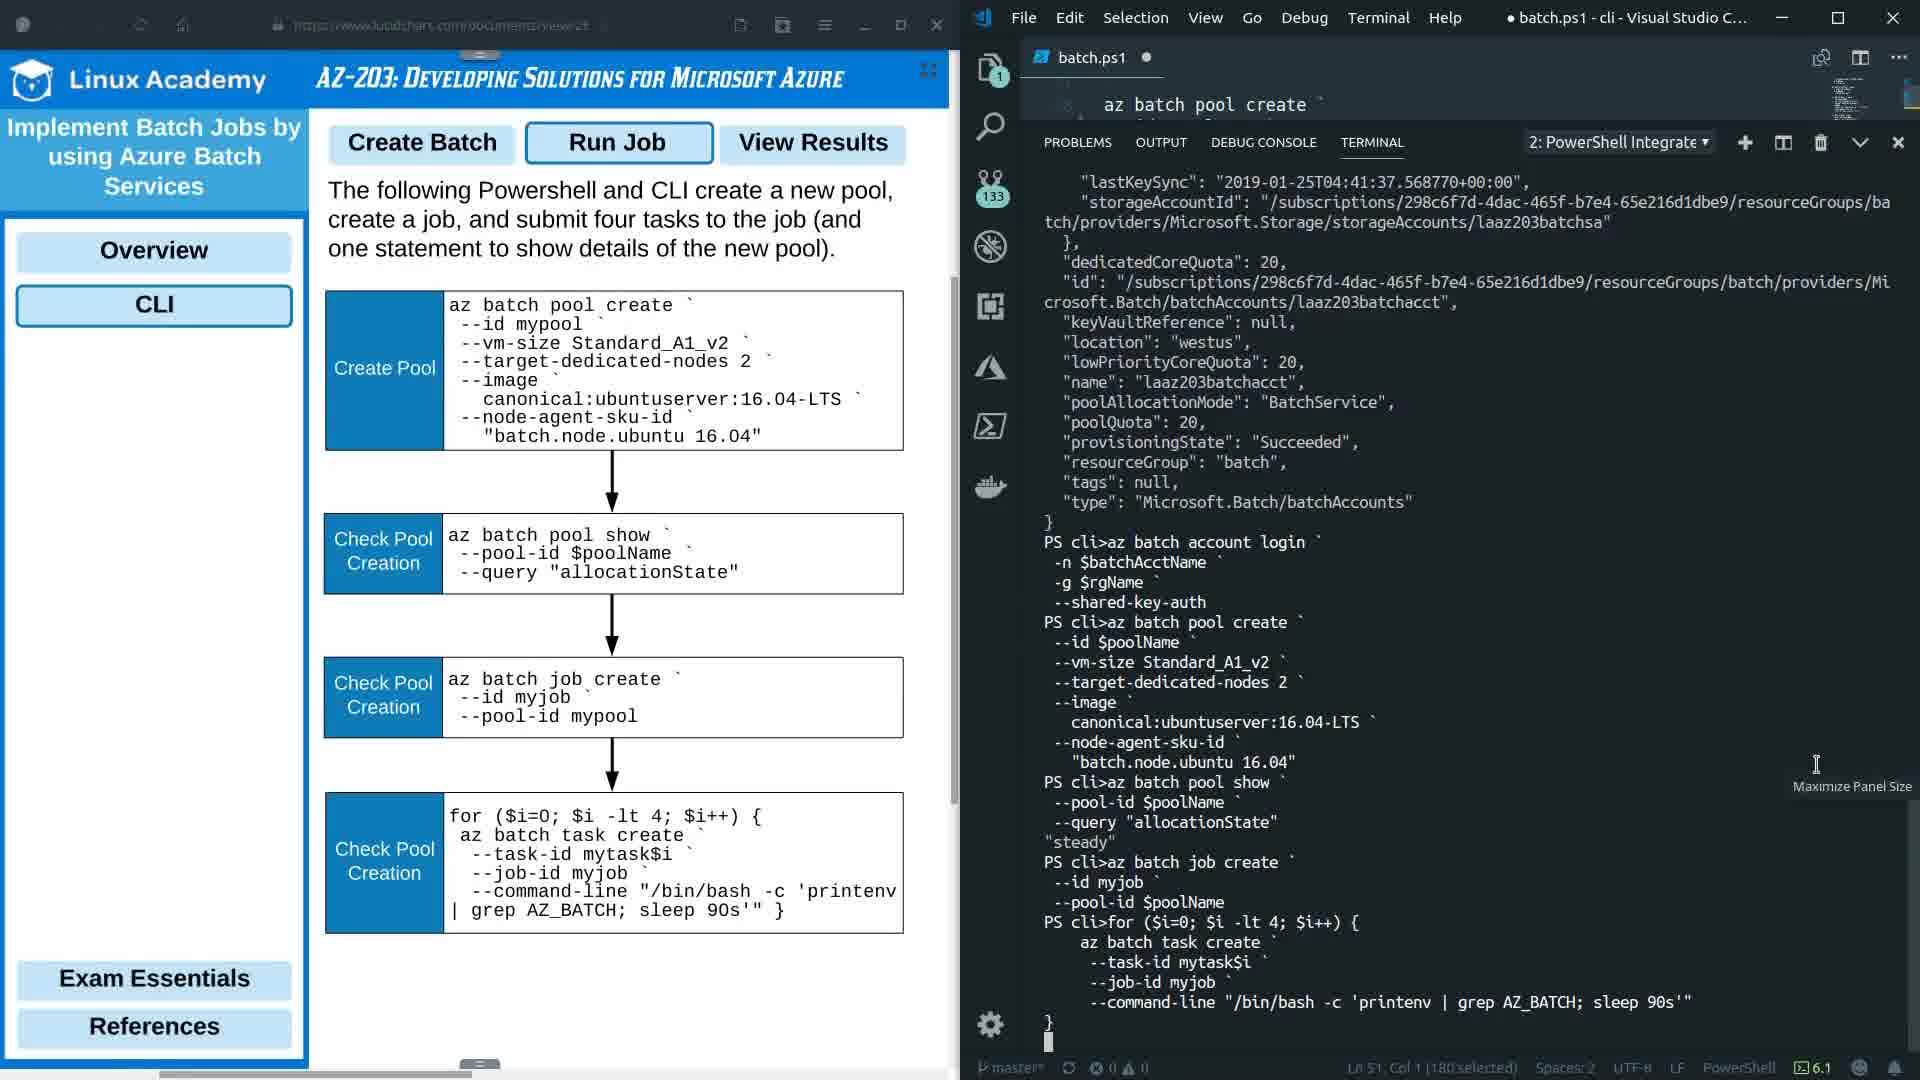 https://www.lucidchart.com/documents/view/2e
Linux Academy
AZ-203: Developing Solutions for Microsoft Azure
Implement Batch Jobs by
using Azure Batch
Services
Overview
CLI
Exam Essentials
References
Create Batch
Run Job
View Results
The following Powershell and CLI create a new pool,
create a job, and submit four tasks to the job (and
one statement to show details of the new pool).
Create Pool
az batch pool create `
--id mypool `
--vm-size Standard_A1_v2 `
--target-dedicated-nodes 2 `
--image `
canonical:ubuntuserver:16.04-LTS `
--node-agent-sku-id `
"batch.node.ubuntu 16.04"
Check Pool
Creation
az batch pool show `
--pool-id $poolName `
--query "allocationState"
Check Pool
Creation
az batch job create `
--id myjob `
--pool-id mypool
Check Pool
Creation
for ($i=0; $i -lt 4; $i++) {
az batch task create `
--task-id mytask$i `
--job-id myjob `
--command-line "/bin/bash -c 'printenv
| grep AZ_BATCH; sleep 90s'" }
File Edit Selection View Go Debug Terminal Help
● batch.ps1 - cli - Visual Studio C...
batch.ps1
1
133
az batch pool create `
PROBLEMS OUTPUT DEBUG CONSOLE TERMINAL
2: PowerShell Integrate
"lastKeySync": "2019-01-25T04:41:37.568770+00:00",
"storageAccountId": "/subscriptions/298c6f7d-4dac-465f-b7e4-65e216d1dbe9/resourceGroups/ba
tch/providers/Microsoft.Storage/storageAccounts/laaz203batchsa"
},
"dedicatedCoreQuota": 20,
"id": "/subscriptions/298c6f7d-4dac-465f-b7e4-65e216d1dbe9/resourceGroups/batch/providers/Mi
crosoft.Batch/batchAccounts/laaz203batchacct",
"keyVaultReference": null,
"location": "westus",
"lowPriorityCoreQuota": 20,
"name": "laaz203batchacct",
"poolAllocationMode": "BatchService",
"poolQuota": 20,
"provisioningState": "Succeeded",
"resourceGroup": "batch",
"tags": null,
"type": "Microsoft.Batch/batchAccounts"
}
PS cli>az batch account login `
-n $batchAcctName `
-g $rgName `
--shared-key-auth
PS cli>az batch pool create `
--id $poolName `
--vm-size Standard_A1_v2 `
--target-dedicated-nodes 2 `
--image `
canonical:ubuntuserver:16.04-LTS `
--node-agent-sku-id `
"batch.node.ubuntu 16.04"
PS cli>az batch pool show `
--pool-id $poolName `
--query "allocationState"
"steady"
PS cli>az batch job create `
--id myjob `
--pool-id $poolName
PS cli>for ($i=0; $i -lt 4; $i++) {
az batch task create `
--task-id mytask$i `
--job-id myjob `
--command-line "/bin/bash -c 'printenv | grep AZ_BATCH; sleep 90s'"
}
Maximize Panel Size
master* 0 0 Ln 51, Col 1 (180 selected) Spaces: 2 UTF-8 LF PowerShell 6.1